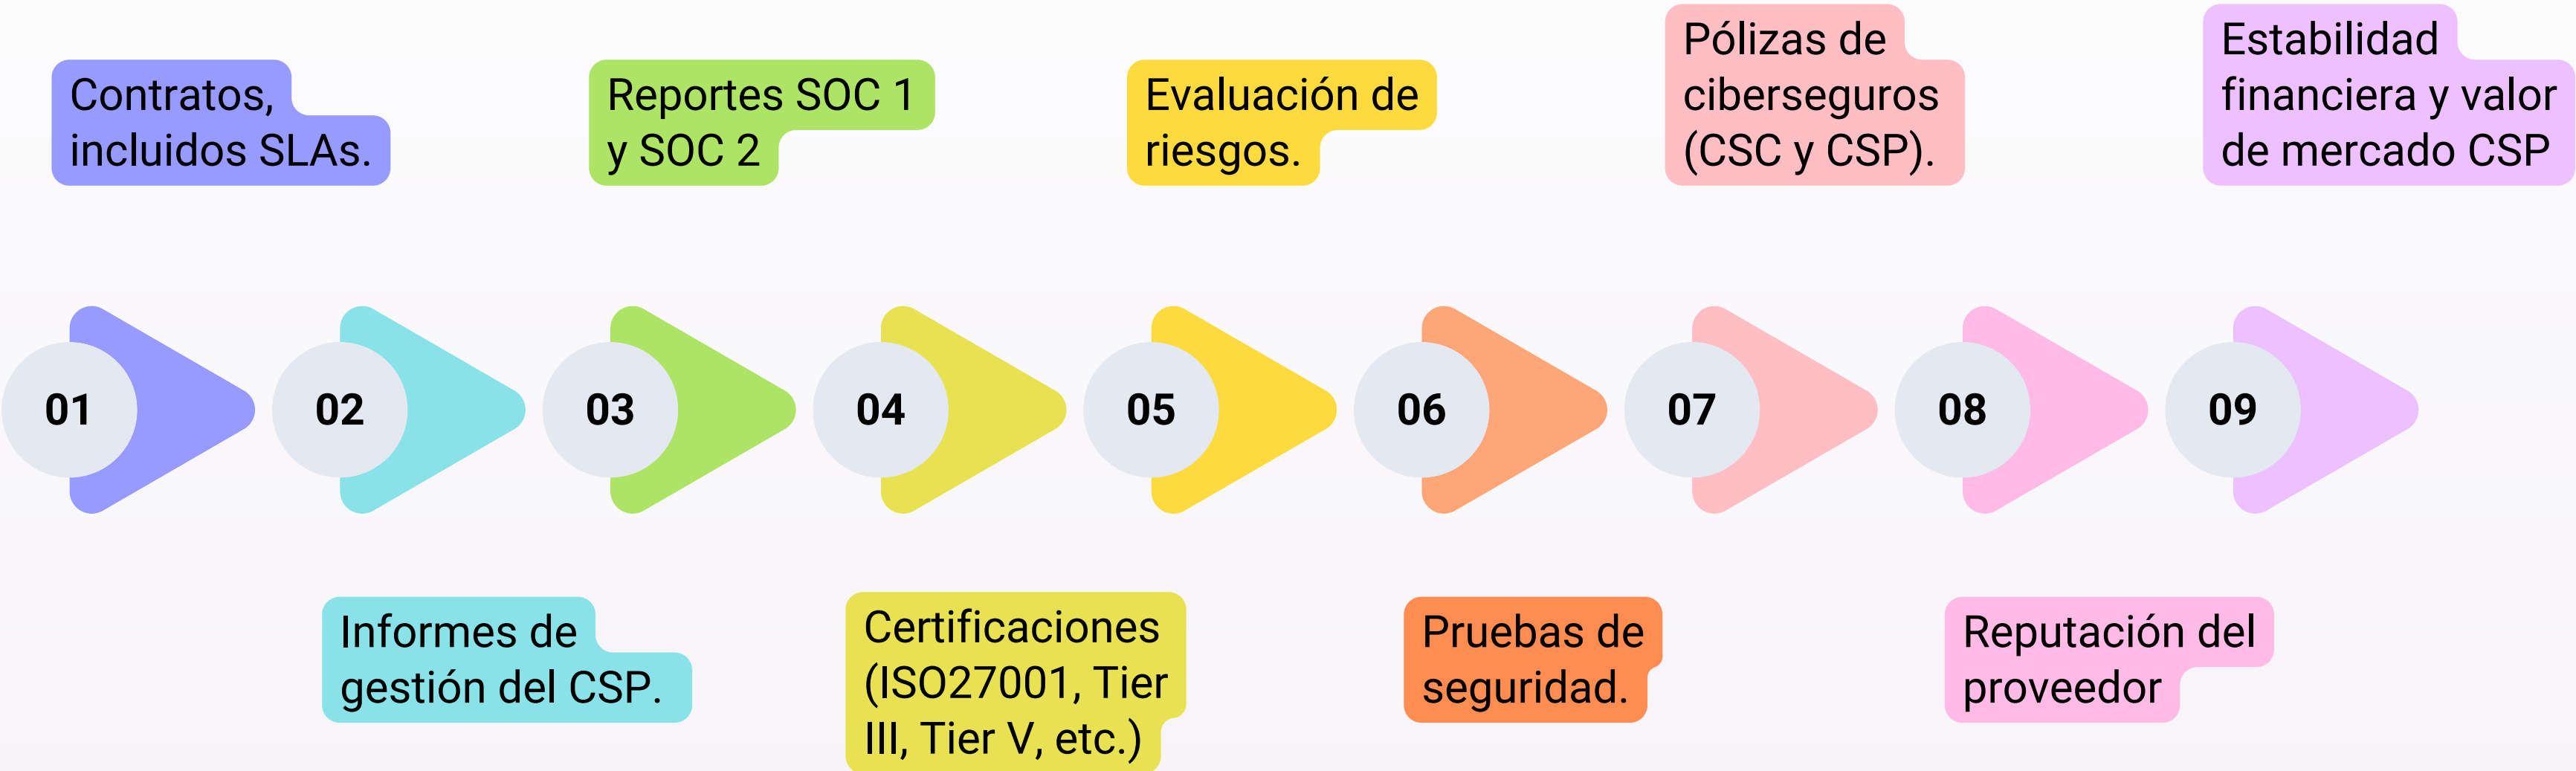 Contratos,
incluidos SLAs.
Reportes SOC 1
y SOC 2
Evaluación de
riesgos.
Pólizas de
ciberseguros
(CSC y CSP).
Estabilidad
financiera y valor
de mercado CSP
01
02
03
04
05
06
07
08
09
Informes de
gestión del CSP.
Certificaciones
(ISO27001, Tier
III, Tier V, etc.)
Pruebas de
seguridad.
Reputación del
proveedor